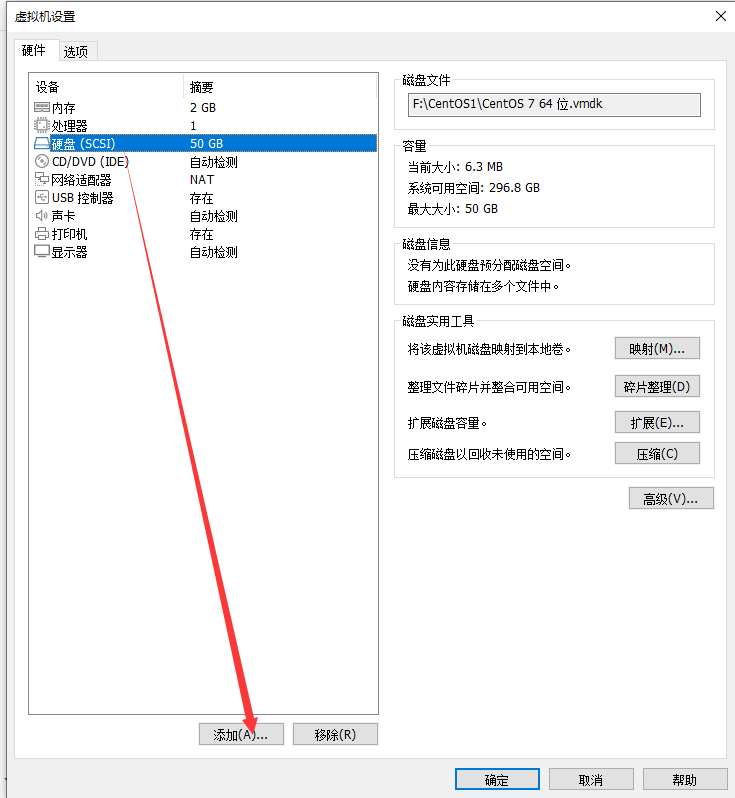 虚拟机设置
硬件 选项
设备 摘要
内存 2 GB
处理器 1
硬盘 (SCSI) 50 GB
CD/DVD (IDE) 自动检测
网络适配器 NAT
USB 控制器 存在
声卡 自动检测
打印机 存在
显示器 自动检测
添加(A)... 移除(R)
磁盘文件
F:\CentOS1\CentOS 7 64 位.vmdk
容量
当前大小: 6.3 MB
系统可用空间: 296.8 GB
最大大小: 50 GB
磁盘信息
没有为此硬盘预分配磁盘空间。
硬盘内容存储在多个文件中。
磁盘实用工具
将该虚拟机磁盘映射到本地卷。 映射(M)...
整理文件碎片并整合可用空间。 碎片整理(D)
扩展磁盘容量。 扩展(E)...
压缩磁盘以回收未使用的空间。 压缩(C)
高级(V)...
确定 取消 帮助